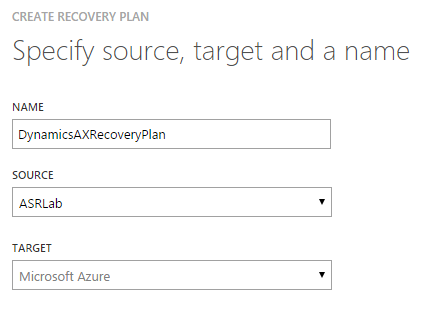 CREATE RECOVERY PLAN
Specify source, target and a name
NAME
DynamicsAXRecoveryPlan
SOURCE
ASRLab
TARGET
Microsoft Azure